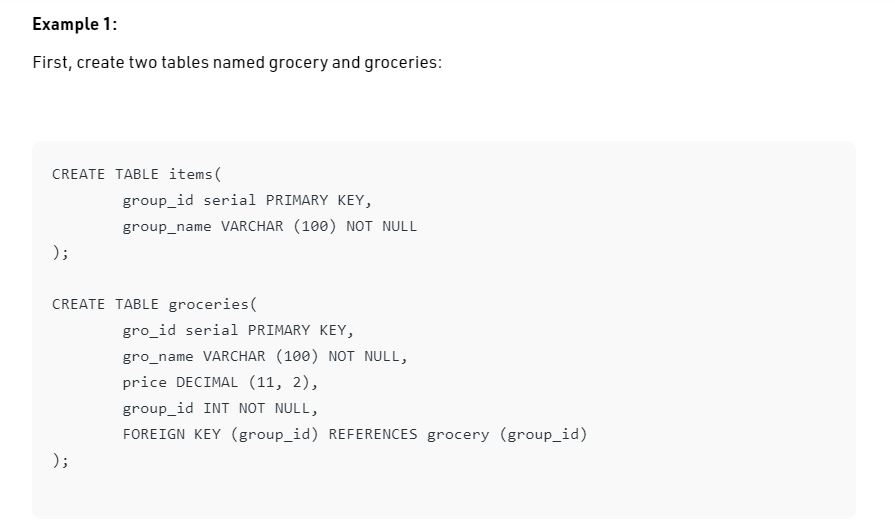 Example 1:
First, create two tables named grocery and groceries:
CREATE TABLE items(
        group_id serial PRIMARY KEY,
        group_name VARCHAR (100) NOT NULL
);
CREATE TABLE groceries(
        gro_id serial PRIMARY KEY,
        gro_name VARCHAR (100) NOT NULL,
        price DECIMAL (11, 2),
        group_id INT NOT NULL,
        FOREIGN KEY (group_id) REFERENCES grocery (group_id)
);